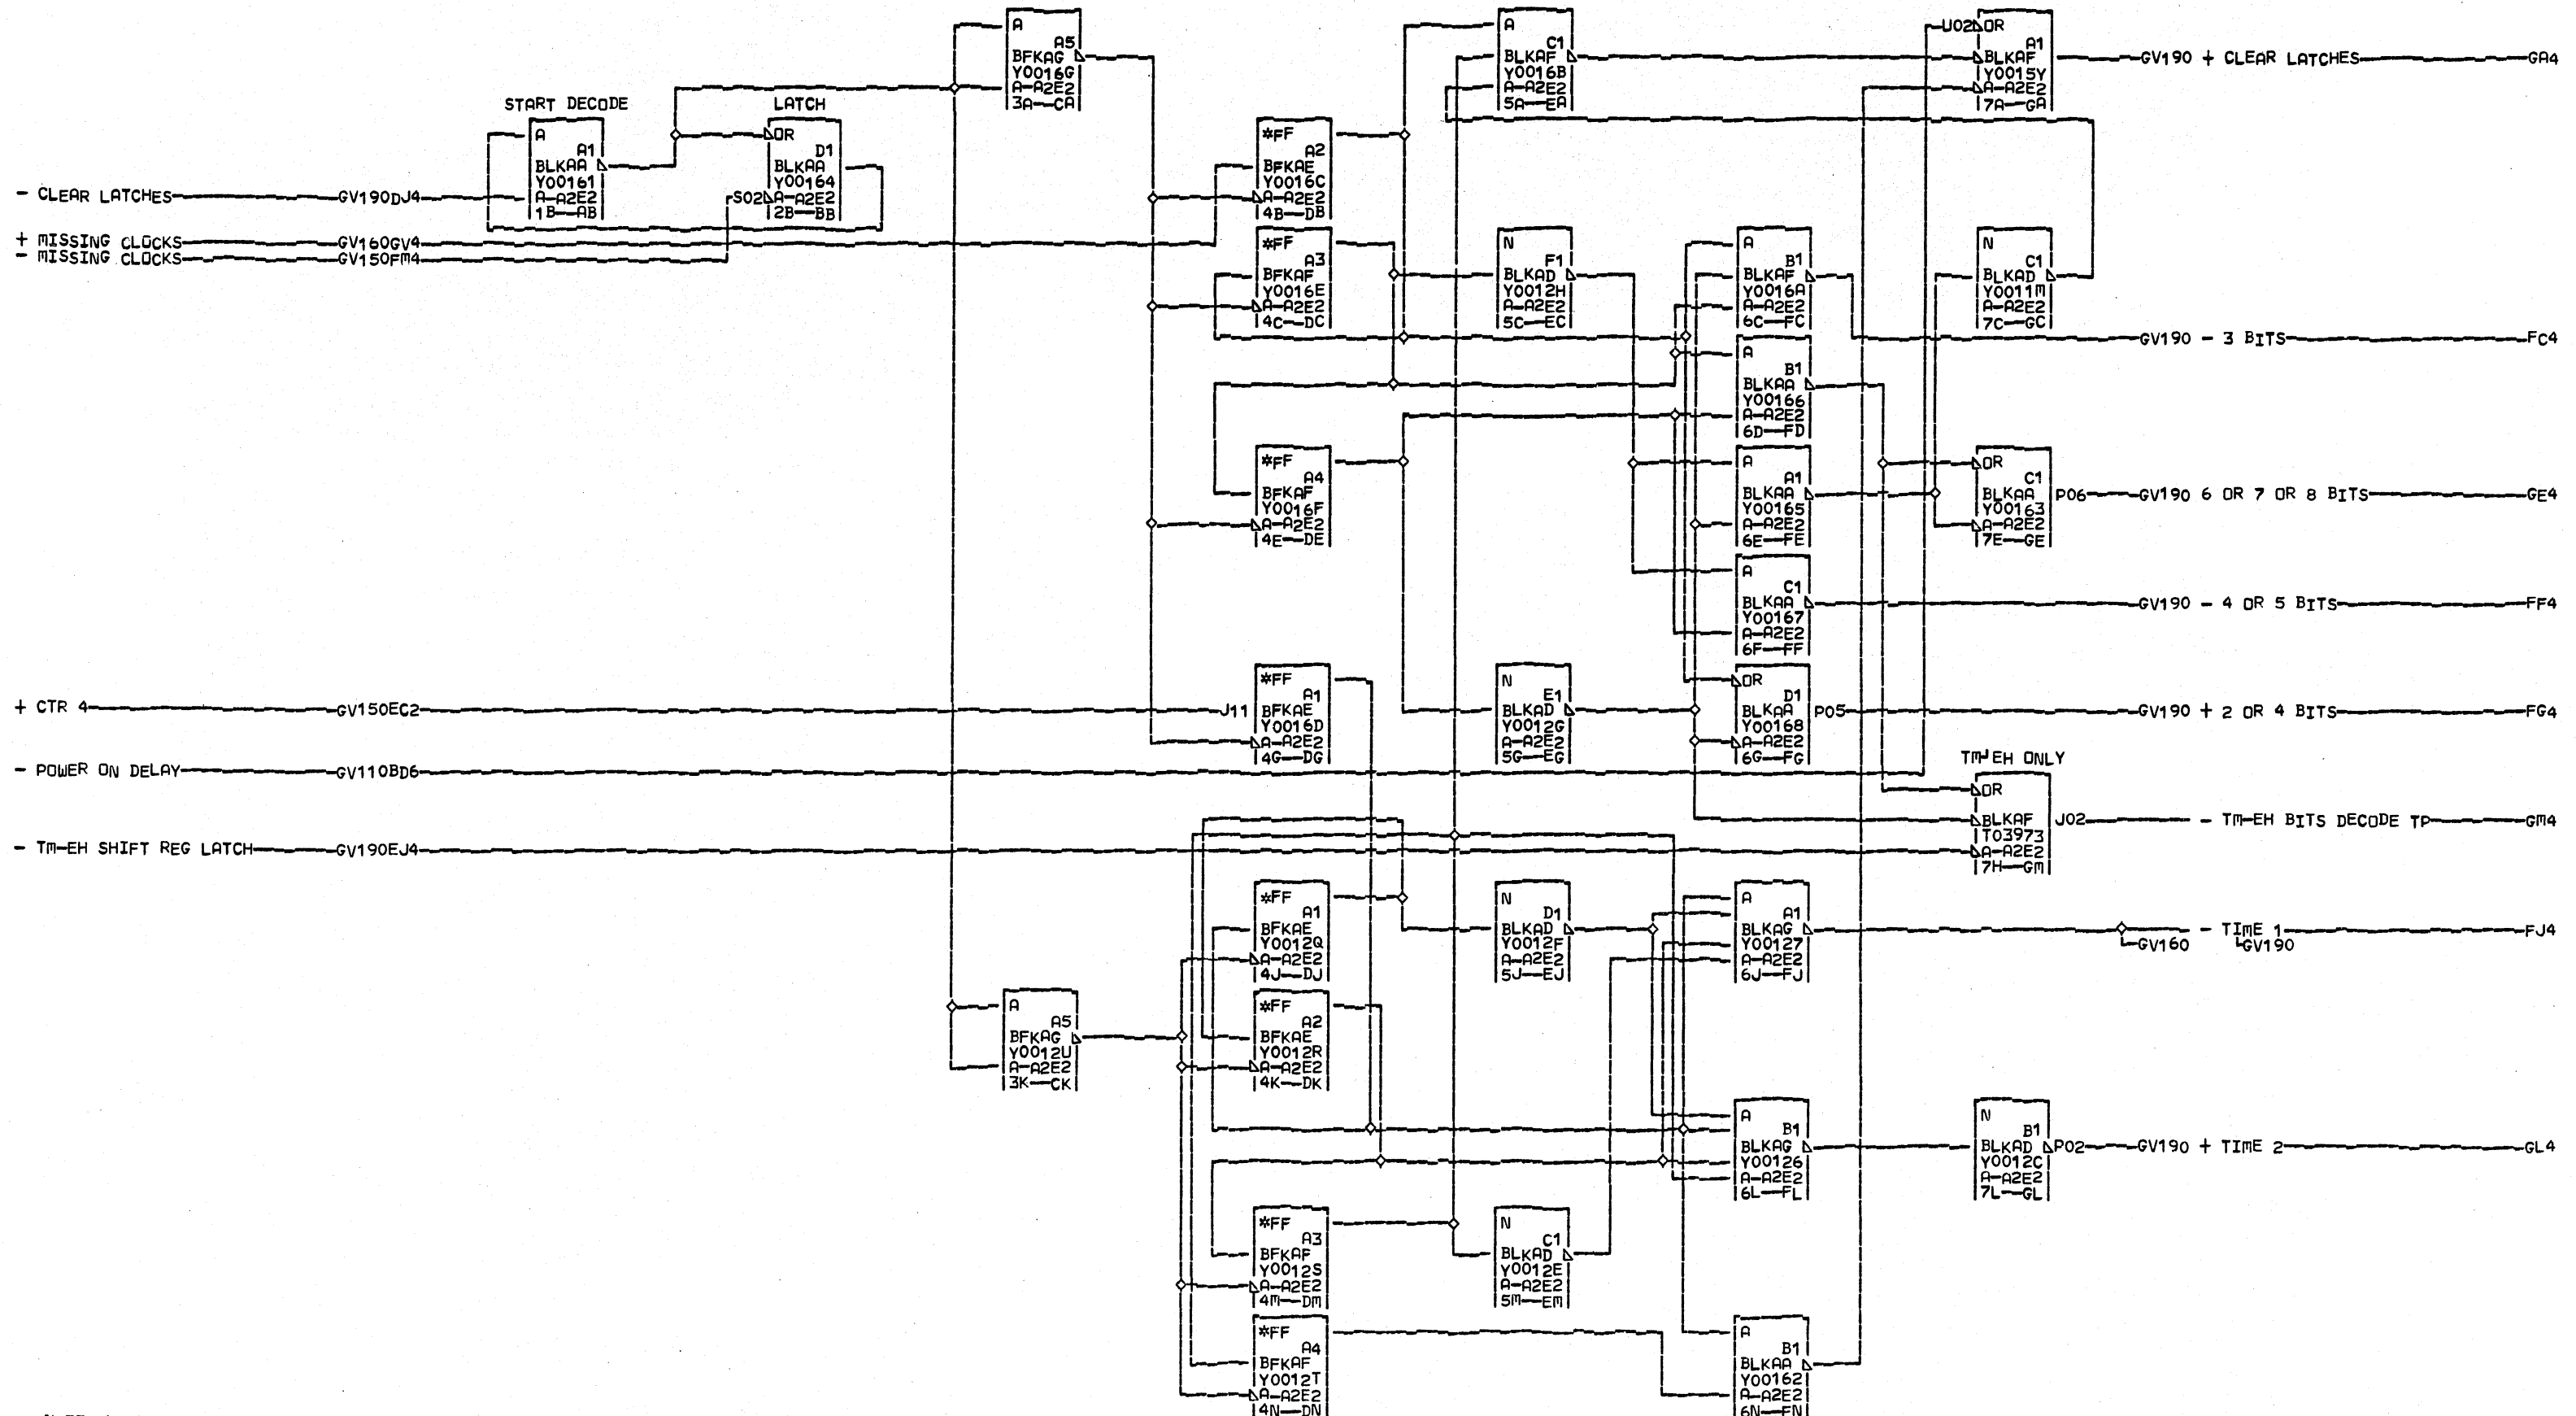 START DECODE
A
A1
BLKAA
Y00161
A-A2E2
1B—AB
LATCH
OR
D1
BLKAA
Y00164
S02 A-A2E2
2B—BB
- CLEAR LATCHES GV190DJ4
+ MISSING CLOCKS GV160GV4
- MISSING CLOCKS GV150FM4
+ CTR 4 GV150EC2 J11
- POWER ON DELAY GV110BD6
- TM-EH SHIFT REG LATCH GV190EJ4
A
A5
BFKAG
Y0016G
A-A2E2
3A—CA
A
A5
BFKAG
Y0012U
A-A2E2
3K—CK
*FF
A2
BFKAE
Y0016C
A-A2E2
4B—DB
*FF
A3
BFKAF
Y0016E
A-A2E2
4C—DC
*FF
A4
BFKAF
Y0016F
A-A2E2
4E—DE
*FF
A1
BFKAE
Y0016D
A-A2E2
4G—DG
*FF
A1
BFKAE
Y0012Q
A-A2E2
4J—DJ
*FF
A2
BFKAE
Y0012R
A-A2E2
4K—DK
*FF
A3
BFKAF
Y0012S
A-A2E2
4M—DM
*FF
A4
BFKAF
Y0012T
A-A2E2
4N—DN
A
C1
BLKAF
Y0016B
A-A2E2
5A—EA
N
F1
BLKAD
Y0012H
A-A2E2
5C—EC
N
E1
BLKAD
Y0012G
A-A2E2
5G—EG
N
D1
BLKAD
Y0012F
A-A2E2
5J—EJ
N
C1
BLKAD
Y0012E
A-A2E2
5M—EM
A
B1
BLKAF
Y0016A
A-A2E2
6C—FC
A
B1
BLKAA
Y00166
A-A2E2
6D—FD
A
A1
BLKAA
Y00165
A-A2E2
6E—FE
A
C1
BLKAA
Y00167
A-A2E2
6F—FF
OR
D1
BLKAA P05
Y00168
A-A2E2
6G—FG
A
A1
BLKAG
Y00127
A-A2E2
6J—FJ
A
B1
BLKAG
Y00126
A-A2E2
6L—FL
A
B1
BLKAA
Y00162
A-A2E2
6N—FN
U02 OR
A1
BLKAF
Y0015Y
A-A2E2
7A—GA
N
C1
BLKAD
Y0011M
A-A2E2
7C—GC
OR
C1
BLKAA P06
Y00163
A-A2E2
7E—GE
TM-EH ONLY
OR
BLKAF J02
T03973
A-A2E2
7H—GM
N
B1
BLKAD P02
Y0012C
A-A2E2
7L—GL
GV190 + CLEAR LATCHES GA4
GV190 - 3 BITS FC4
GV190 6 OR 7 OR 8 BITS GE4
GV190 - 4 OR 5 BITS FF4
GV190 + 2 OR 4 BITS FG4
- TM-EH BITS DECODE TP GM4
- TIME 1 FJ4
GV160 GV190
GV190 + TIME 2 GL4